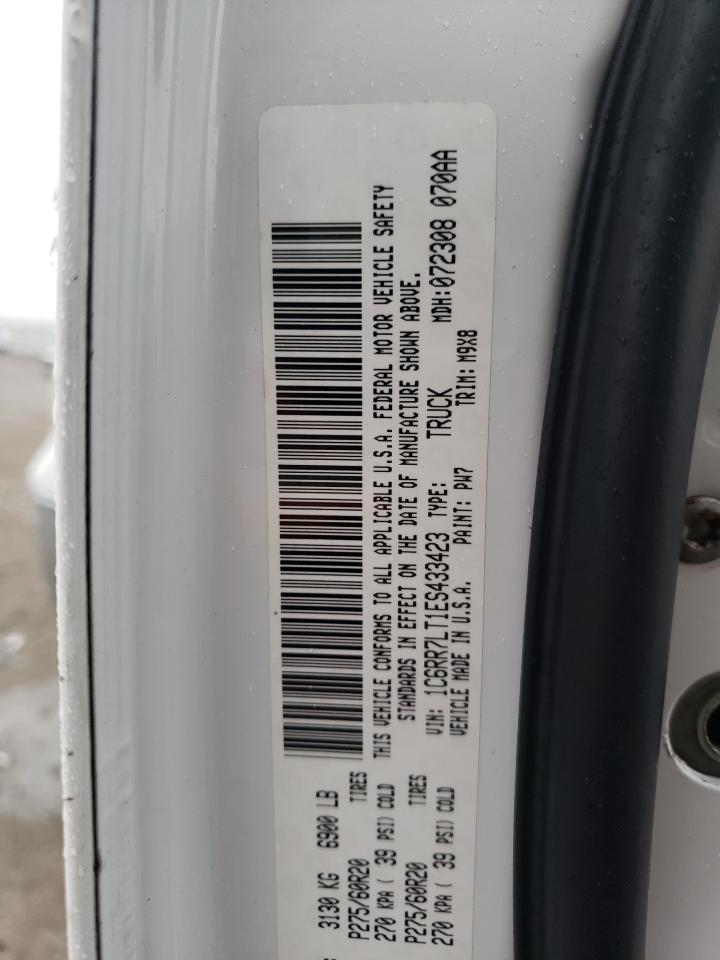 3130 KG 6900 LB
P275/60R20 TIRES
270 KPA ( 39 PSI) COLD
P275/60R20 TIRES
270 KPA ( 39 PSI) COLD
THIS VEHICLE CONFORMS TO ALL APPLICABLE U.S.A. FEDERAL MOTOR VEHICLE SAFETY
STANDARDS IN EFFECT ON THE DATE OF MANUFACTURE SHOWN ABOVE.
VIN: 1C6RR7LT1ES433423 TYPE: TRUCK MDH:072308 070AA
VEHICLE MADE IN U.S.A. PAINT: PW7 TRIM: M9X8